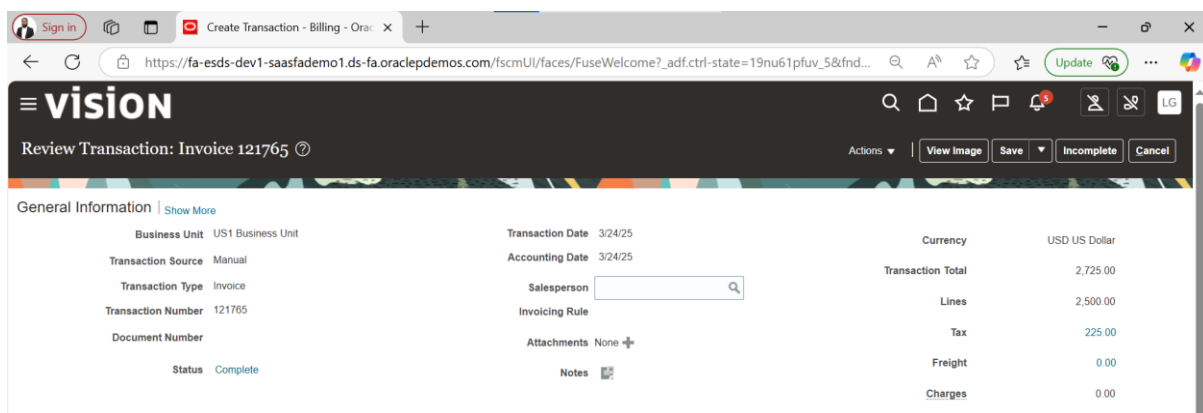 Sign in
Create Transaction - Billing - Orac
https://fa-esds-dev1-saasfademo1.ds-fa.oraclepdemos.com/fscmUI/faces/FuseWelcome?_adf.ctrl-state=19nu61pfuv_5&fnd...
Update
vision
5
LG
Review Transaction: Invoice 121765
Actions
View Image
Save
Incomplete
Cancel
General Information | Show More
Business Unit US1 Business Unit
Transaction Source Manual
Transaction Type Invoice
Transaction Number 121765
Document Number
Status Complete
Transaction Date 3/24/25
Accounting Date 3/24/25
Salesperson
Invoicing Rule
Attachments None
Notes
Currency USD US Dollar
Transaction Total 2,725.00
Lines 2,500.00
Tax 225.00
Freight 0.00
Charges 0.00